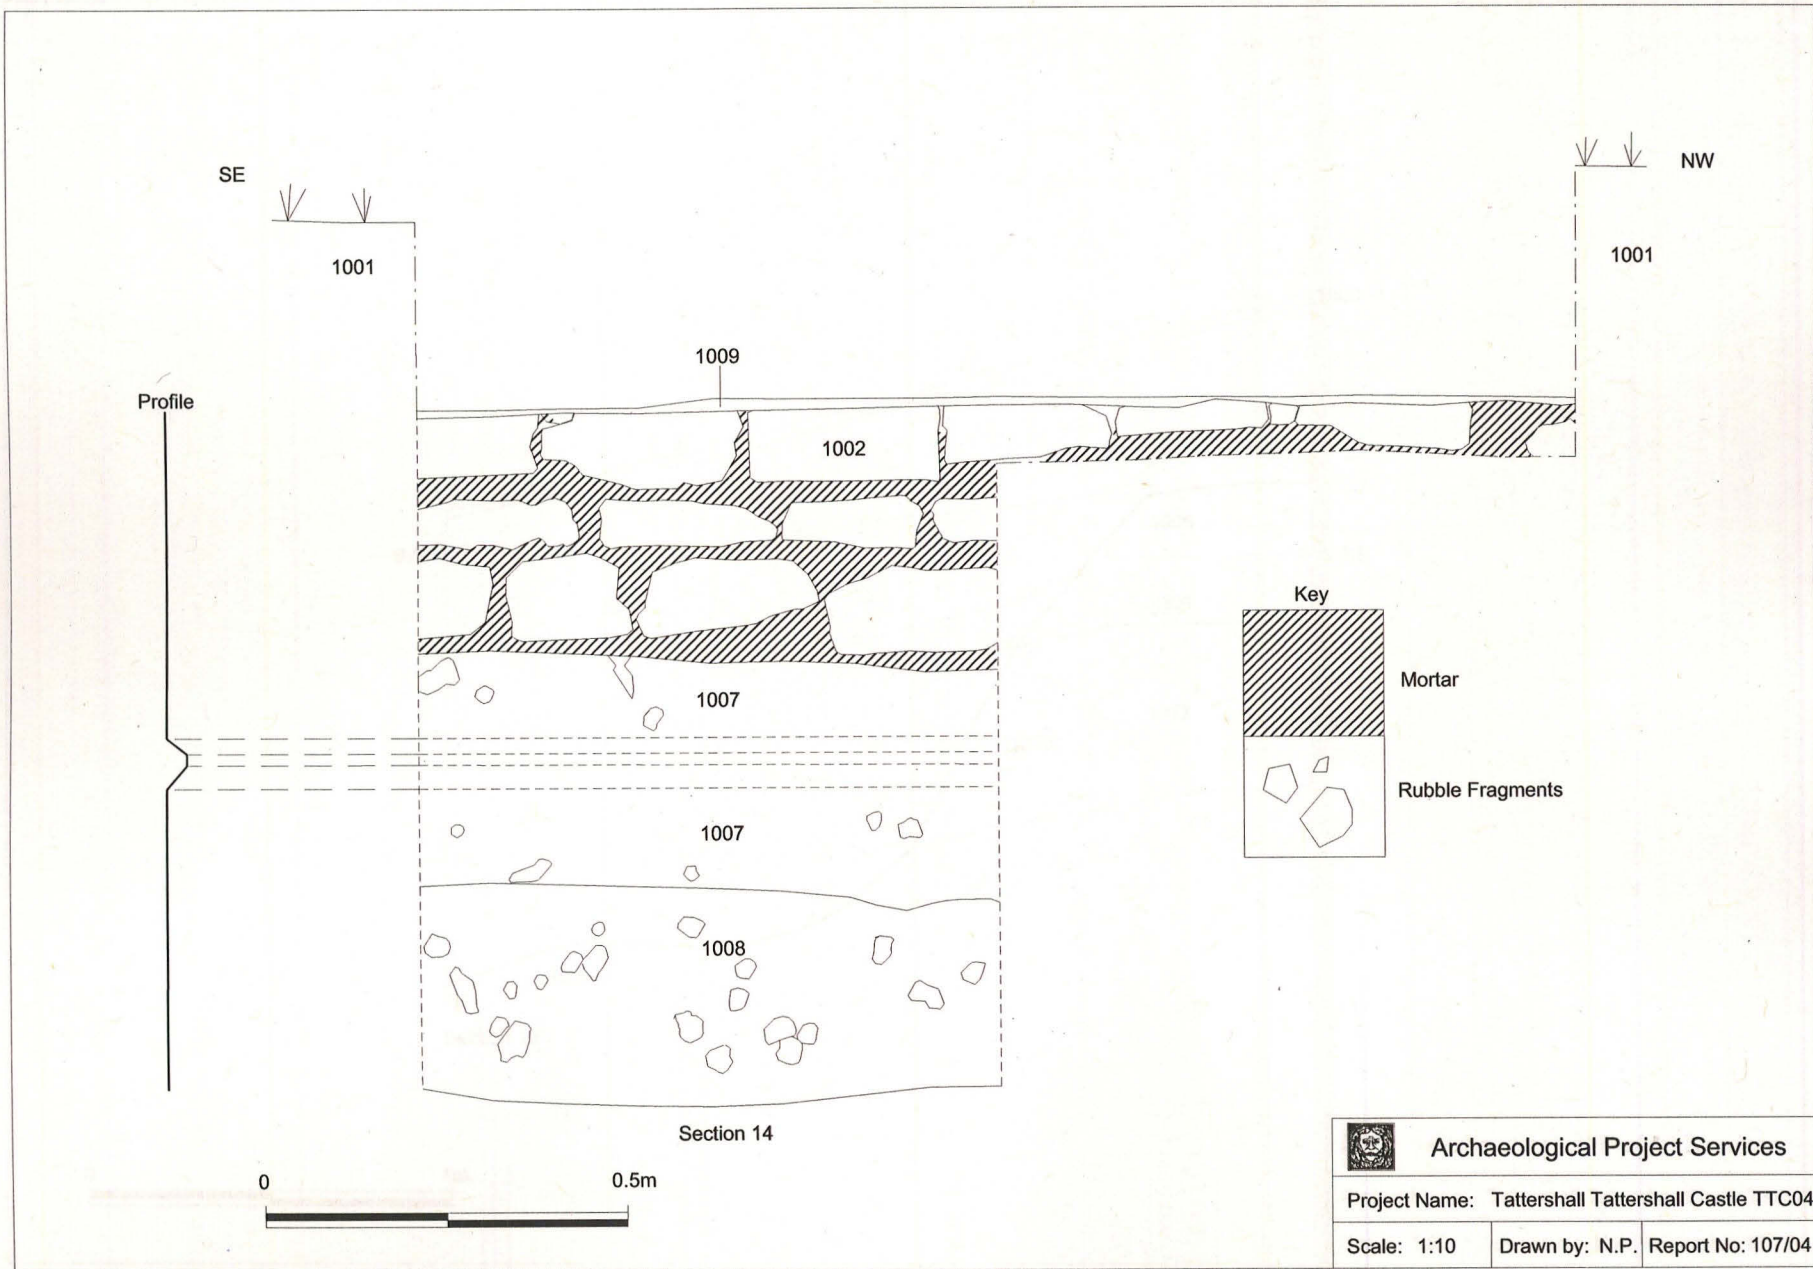 SE
NW
1001
1001
1009
Profile
1002
Key
Mortar
1007
Rubble Fragments
1007
1008
Section 14
0 0.5m
Archaeological Project Services
Project Name: Tattershall Tattershall Castle TTC04
Scale: 1:10 Drawn by: N.P. Report No: 107/04